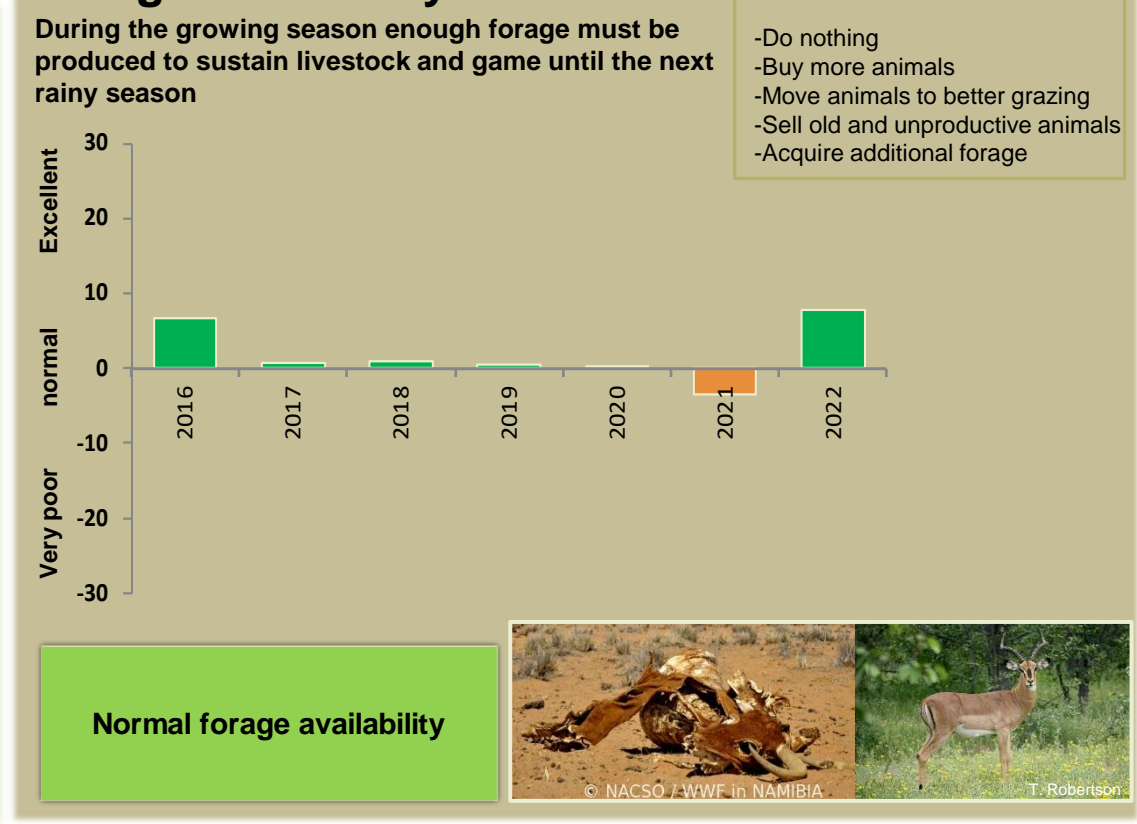 During the growing season enough forage must be
produced to sustain livestock and game until the next
rainy season
-Do nothing
-Buy more animals
-Move animals to better grazing
-Sell old and unproductive animals
-Acquire additional forage
Excellent
normal
Very poor
30
20
10
0
-10
-20
-30
2016
2017
2018
2019
2020
2021
2022
Normal forage availability
© NACSO / WWF in NAMIBIA
T. Robertson